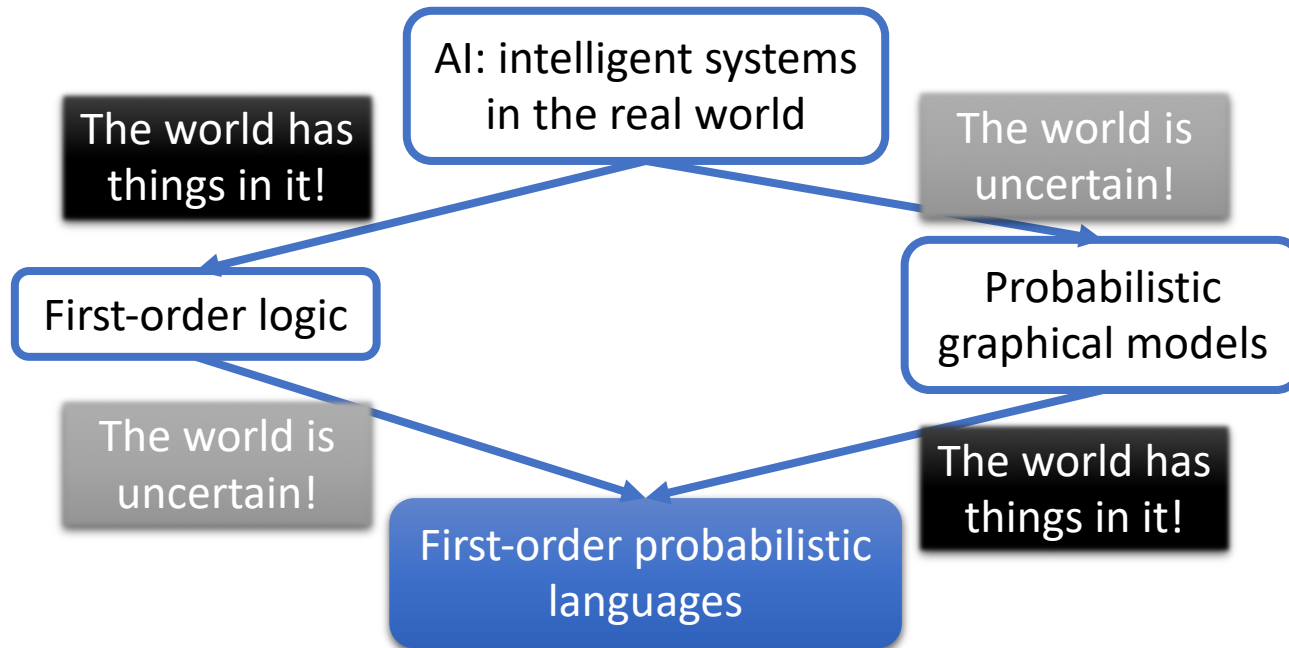 AI: intelligent systems
in the real world
The world has
things in it!
The world is
uncertain!
First-order logic
Probabilistic
graphical models
The world is
uncertain!
The world has
things in it!
First-order probabilistic
languages